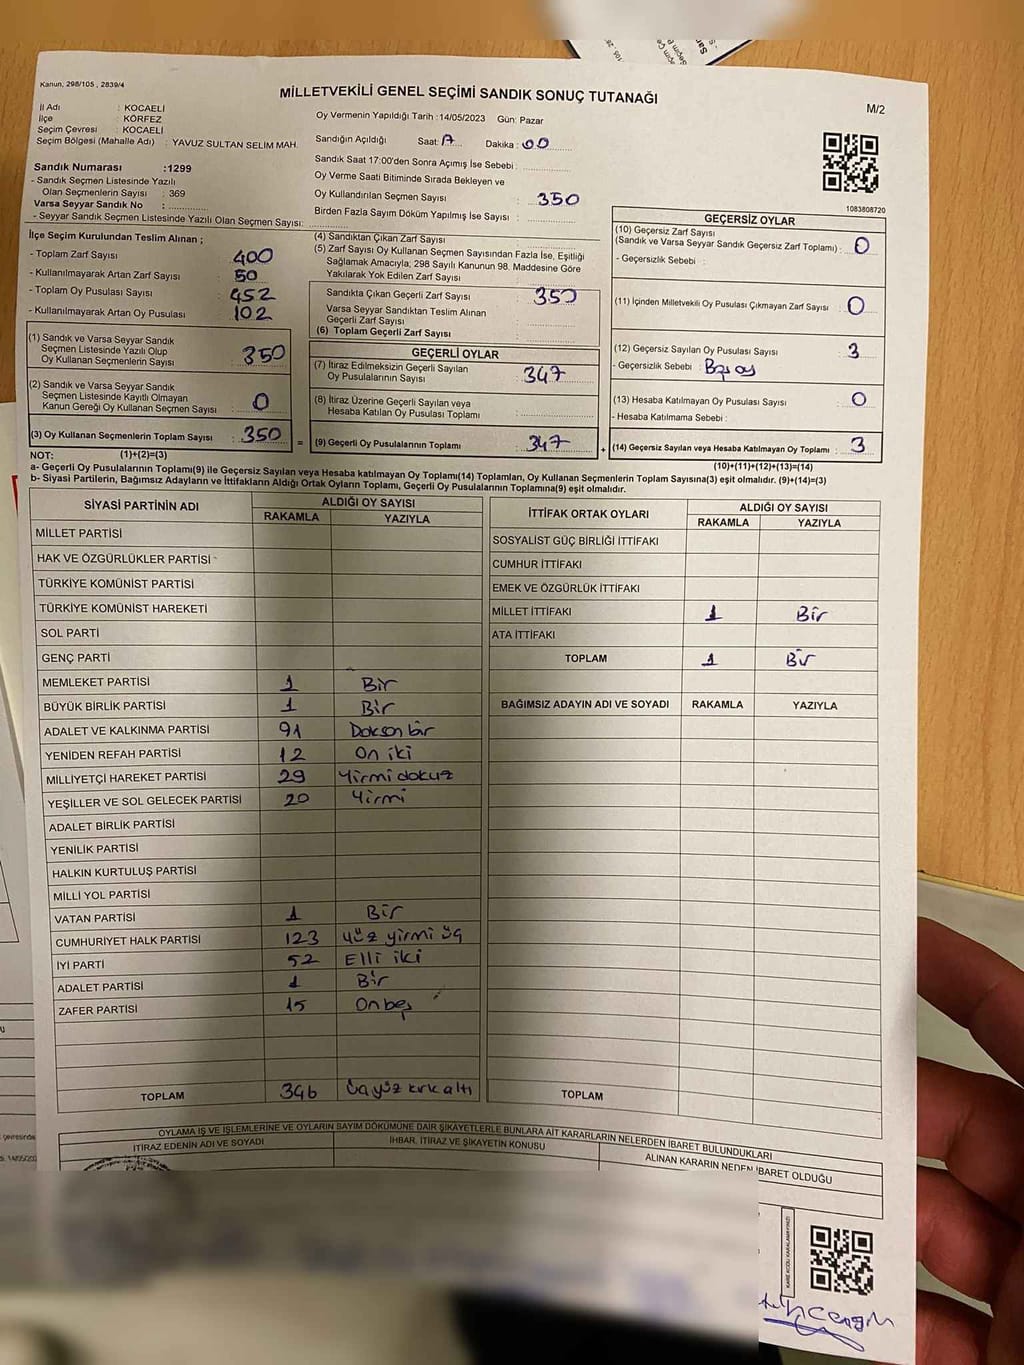 Kanun, 298/105 , 2839/4
MİLLETVEKİLİ GENEL SEÇİMİ SANDIK SONUÇ TUTANAĞI
M/2
İl Adı : KOCAELİ
İlçe : KÖRFEZ
Seçim Çevresi : KOCAELİ
Seçim Bölgesi (Mahalle Adı) : YAVUZ SULTAN SELİM MAH.
Sandık Numarası :1299
- Sandık Seçmen Listesinde Yazılı
Olan Seçmenlerin Sayısı : 369
Varsa Seyyar Sandık No :
- Seyyar Sandık Seçmen Listesinde Yazılı Olan Seçmen Sayısı:
Oy Vermenin Yapıldığı Tarih :14/05/2023 Gün: Pazar
Sandığın Açıldığı Saat: Dakika: 00
Sandık Saat 17:00'den Sonra Açımış İse Sebebi :
Oy Verme Saati Bitiminde Sırada Bekleyen ve
Oy Kullandırılan Seçmen Sayısı : 350
Birden Fazla Sayım Döküm Yapılmış İse Sayısı :
1083808720
İlçe Seçim Kurulundan Teslim Alınan ;
- Toplam Zarf Sayısı : 400
- Kullanılmayarak Artan Zarf Sayısı : 50
- Toplam Oy Pusulası Sayısı : 452
- Kullanılmayarak Artan Oy Pusulası : 102
(1) Sandık ve Varsa Seyyar Sandık
Seçmen Listesinde Yazılı Olup
Oy Kullanan Seçmenlerin Sayısı : 350
(2) Sandık ve Varsa Seyyar Sandık
Seçmen Listesinde Kayıtlı Olmayan
Kanun Gereği Oy Kullanan Seçmen Sayısı : 0
(3) Oy Kullanan Seçmenlerin Toplam Sayısı : 350 =
(4) Sandıktan Çıkan Zarf Sayısı :
(5) Zarf Sayısı Oy Kullanan Seçmen Sayısından Fazla İse, Eşitliği
Sağlamak Amacıyla, 298 Sayılı Kanunun 98. Maddesine Göre
Yakılarak Yok Edilen Zarf Sayısı :
Sandıkta Çıkan Geçerli Zarf Sayısı : 350
Varsa Seyyar Sandıktan Teslim Alınan
Geçerli Zarf Sayısı :
(6) Toplam Geçerli Zarf Sayısı :
GEÇERLİ OYLAR
(7) İtiraz Edilmeksizin Geçerli Sayılan
Oy Pusulalarının Sayısı : 347
(8) İtiraz Üzerine Geçerli Sayılan veya
Hesaba Katılan Oy Pusulası Toplamı :
(9) Geçerli Oy Pusulalarının Toplamı : 347 +
GEÇERSİZ OYLAR
(10) Geçersiz Zarf Sayısı
(Sandık ve Varsa Seyyar Sandık Geçersiz Zarf Toplamı) : 0
- Geçersizlik Sebebi :
(11) İçinden Milletvekili Oy Pusulası Çıkmayan Zarf Sayısı : 0
(12) Geçersiz Sayılan Oy Pusulası Sayısı : 3
- Geçersizlik Sebebi : Boş oy
(13) Hesaba Katılmayan Oy Pusulası Sayısı : 0
- Hesaba Katılmama Sebebi :
(14) Geçersiz Sayılan veya Hesaba Katılmayan Oy Toplamı : 3
NOT: (1)+(2)=(3) (10)+(11)+(12)+(13)=(14)
a- Geçerli Oy Pusulalarının Toplamı(9) ile Geçersiz Sayılan veya Hesaba katılmayan Oy Toplamı(14) Toplamları, Oy Kullanan Seçmenlerin Toplam Sayısına(3) eşit olmalıdır. (9)+(14)=(3)
b- Siyasi Partilerin, Bağımsız Adayların ve İttifakların Aldığı Ortak Oyların Toplamı, Geçerli Oy Pusulalarının Toplamına(9) eşit olmalıdır.
SİYASİ PARTİNİN ADI ALDIĞI OY SAYISI
RAKAMLA YAZIYLA
MİLLET PARTİSİ
HAK VE ÖZGÜRLÜKLER PARTİSİ
TÜRKİYE KOMÜNİST PARTİSİ
TÜRKİYE KOMÜNİST HAREKETİ
SOL PARTİ
GENÇ PARTİ
MEMLEKET PARTİSİ 1 Bir
BÜYÜK BİRLİK PARTİSİ 1 Bir
ADALET VE KALKINMA PARTİSİ 91 Doksan bir
YENİDEN REFAH PARTİSİ 12 On iki
MİLLİYETÇİ HAREKET PARTİSİ 29 Yirmi dokuz
YEŞİLLER VE SOL GELECEK PARTİSİ 20 Yirmi
ADALET BİRLİK PARTİSİ
YENİLİK PARTİSİ
HALKIN KURTULUŞ PARTİSİ
MİLLİ YOL PARTİSİ
VATAN PARTİSİ 1 Bir
CUMHURİYET HALK PARTİSİ 123 yüz yirmi üç
İYİ PARTİ 52 Elli iki
ADALET PARTİSİ 1 Bir
ZAFER PARTİSİ 15 Onbeş
TOPLAM 346 Üçyüz kırk altı
İTTİFAK ORTAK OYLARI ALDIĞI OY SAYISI
RAKAMLA YAZIYLA
SOSYALİST GÜÇ BİRLİĞİ İTTİFAKI
CUMHUR İTTİFAKI
EMEK VE ÖZGÜRLÜK İTTİFAKI
MİLLET İTTİFAKI 1 Bir
ATA İTTİFAKI
TOPLAM 1 Bir
BAĞIMSIZ ADAYIN ADI VE SOYADI RAKAMLA YAZIYLA
TOPLAM
OYLAMA İŞ VE İŞLEMLERİNE VE OYLARIN SAYIM DÖKÜMÜNE DAİR ŞİKAYETLERLE BUNLARA AİT KARARLARIN NELERDEN İBARET BULUNDUKLARI
İTİRAZ EDENİN ADI VE SOYADI
İHBAR, İTİRAZ VE ŞİKAYETİN KONUSU
ALINAN KARARIN NEDEN İBARET OLDUĞU